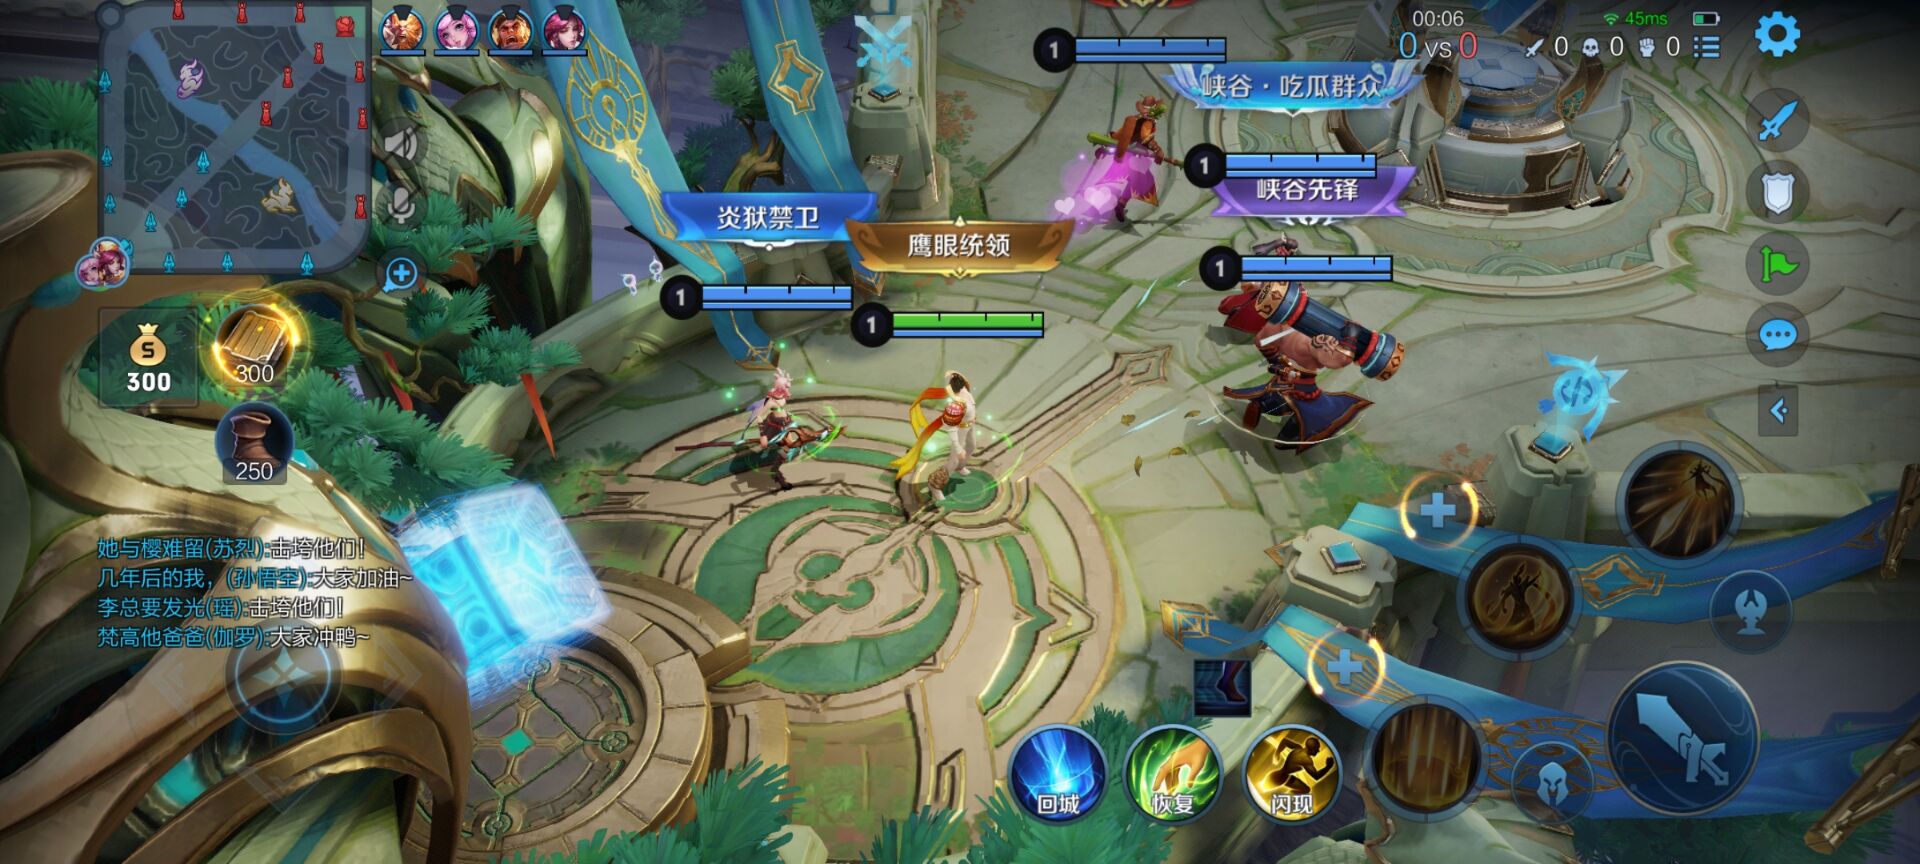 00:06
45ms
0 VS 0
0
0
0
1
峡谷·吃瓜群众
1
峡谷先锋
炎狱禁卫
鹰眼统领
1
1
1
S
300
300
250
她与樱难留(苏烈):击垮他们!
几年后的我，(孙悟空):大家加油~
李总要发光(瑶):击垮他们!
梵高他爸爸(伽罗):大家冲鸭~
回城
恢复
闪现